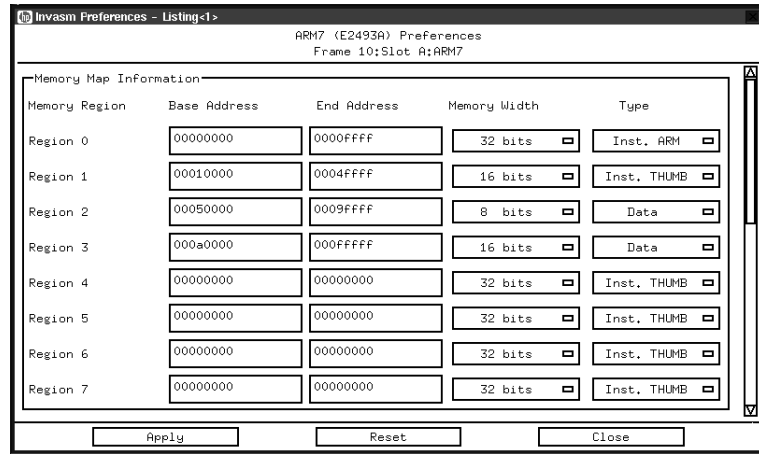 hp Invasm Preferences - Listing<1>
ARM7 (E2493A) Preferences
Frame 10:Slot A:ARM7
Memory Map Information
Memory Region Base Address End Address Memory Width Type
Region 0 00000000 0000ffff 32 bits Inst. ARM
Region 1 00010000 0004ffff 16 bits Inst. THUMB
Region 2 00050000 0009ffff 8 bits Data
Region 3 000a0000 000fffff 16 bits Data
Region 4 00000000 00000000 32 bits Inst. THUMB
Region 5 00000000 00000000 32 bits Inst. THUMB
Region 6 00000000 00000000 32 bits Inst. THUMB
Region 7 00000000 00000000 32 bits Inst. THUMB
Apply Reset Close